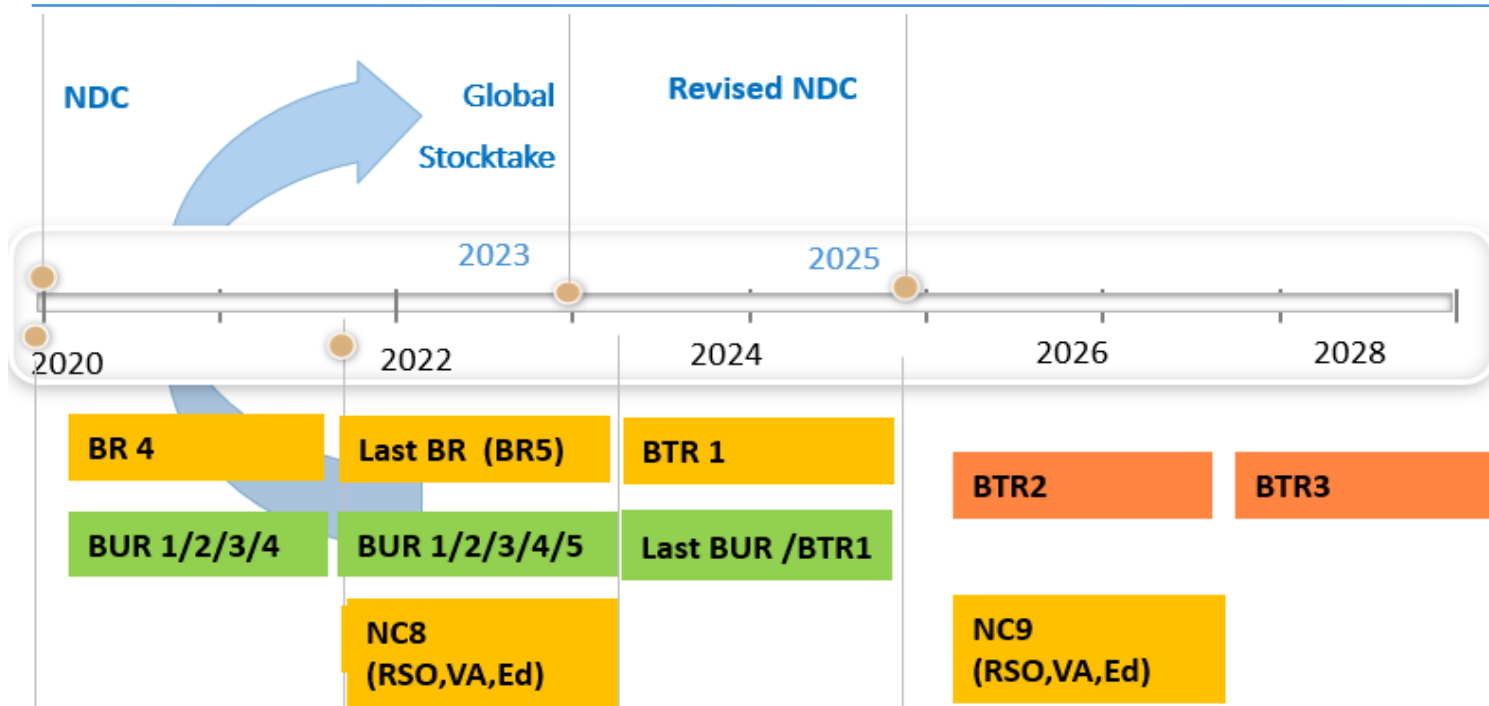 NDC
Global
Stocktake
Revised NDC
2023
2025
2020
2022
2024
2026
2028
BR 4
Last BR (BR5)
BTR 1
BTR2
BTR3
BUR 1/2/3/4
BUR 1/2/3/4/5
Last BUR /BTR1
NC8
(RSO,VA,Ed)
NC9
(RSO,VA,Ed)